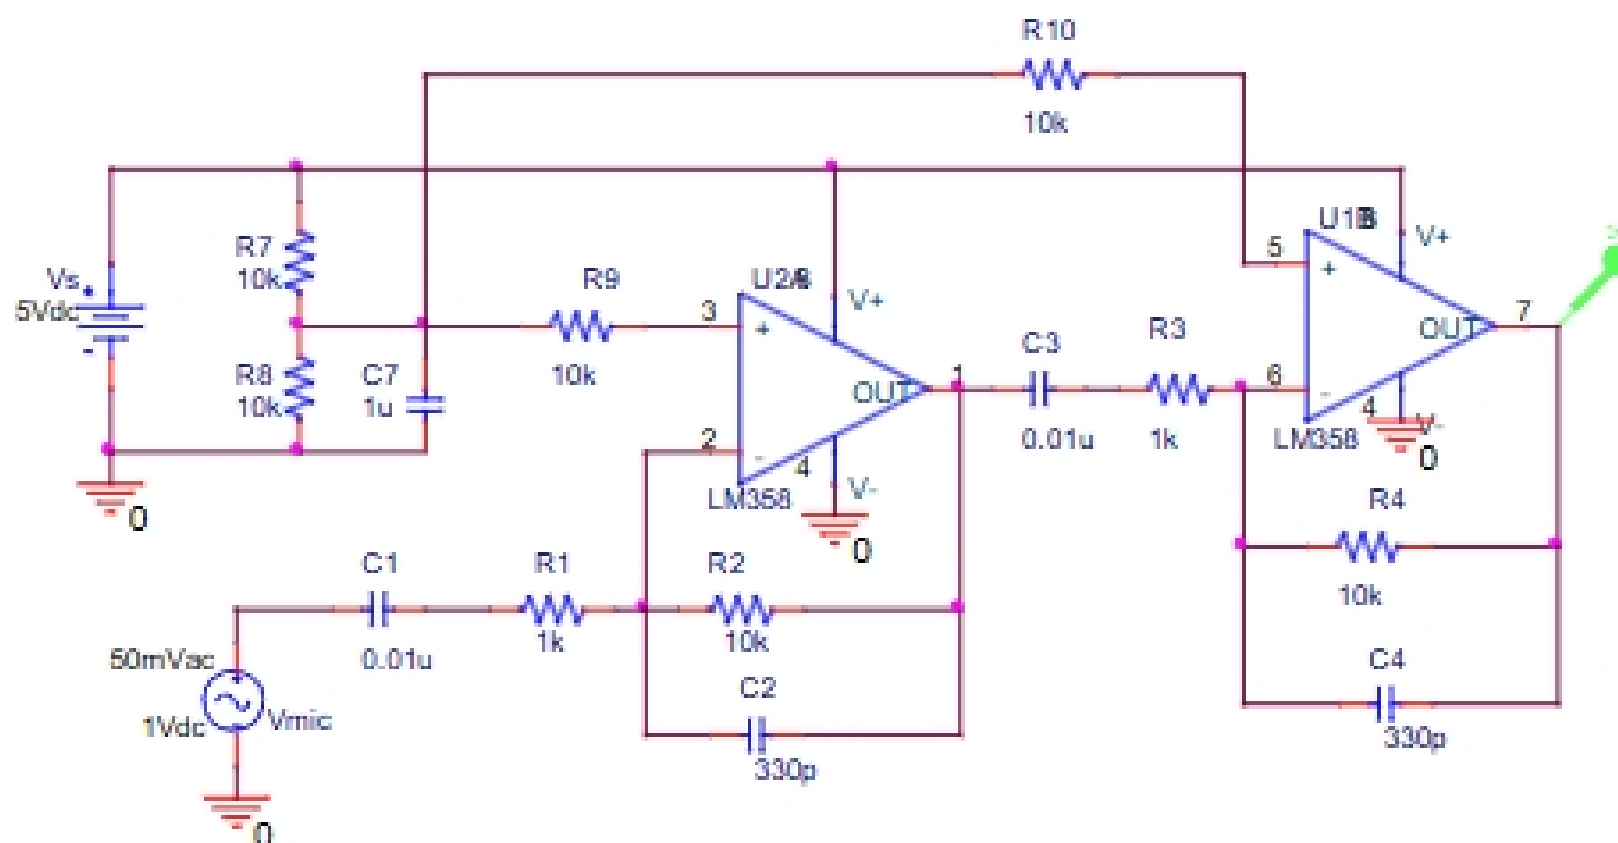 R10
10k
R7
10k
Vs
5Vdc
-
R8
10k
C7
1u
R9
10k
3
+
2
-
4
V+
OUT
1
V-
LM358
0
0
C3
0.01u
R3
1k
5
+
6
-
4
V+
OUT
7
V-
LM358
0
R4
10k
C4
330p
C1
0.01u
R1
1k
R2
10k
C2
330p
50mVac
1Vdc
Vmic
0